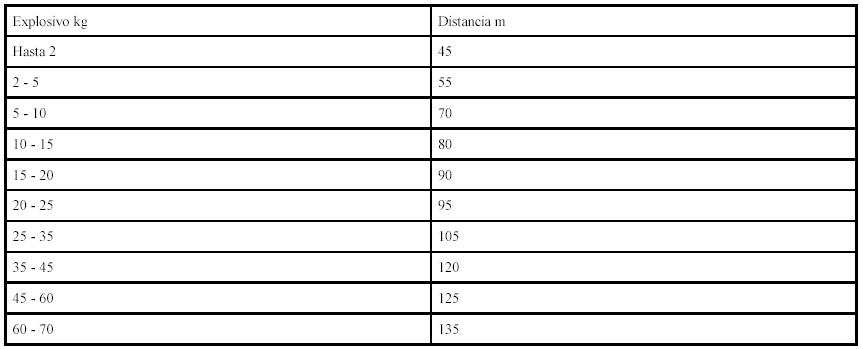 Explosivo kg Distancia m
Hasta 2 45
2 - 5 55
5 - 10 70
10 - 15 80
15 - 20 90
20 - 25 95
25 - 35 105
35 - 45 120
45 - 60 125
60 - 70 135